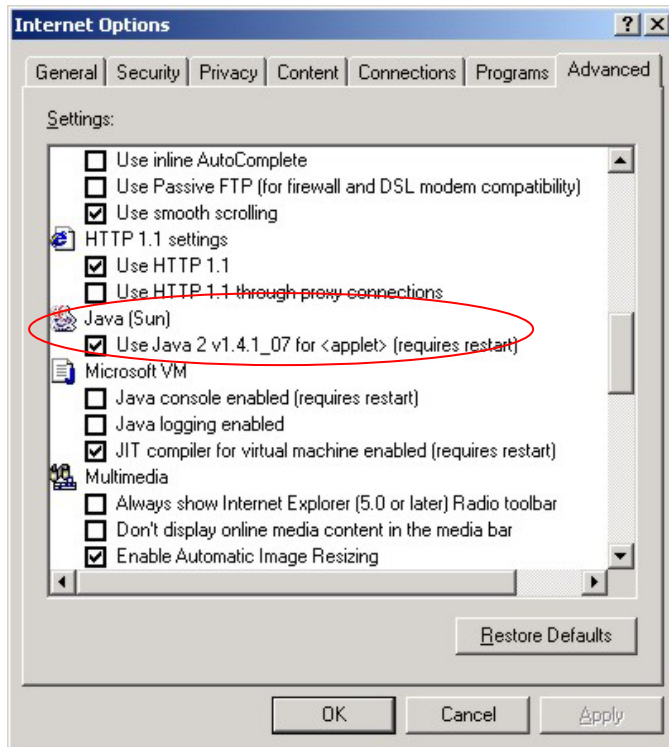 Internet Options
General Security Privacy Content Connections Programs Advanced
Settings:
Use inline AutoComplete
Use Passive FTP (for firewall and DSL modem compatibility)
Use smooth scrolling
HTTP 1.1 settings
Use HTTP 1.1
Use HTTP 1.1 through proxy connections
Java (Sun)
Use Java 2 v1.4.1_07 for <applet> (requires restart)
Microsoft VM
Java console enabled (requires restart)
Java logging enabled
JIT compiler for virtual machine enabled (requires restart)
Multimedia
Always show Internet Explorer (5.0 or later) Radio toolbar
Don't display online media content in the media bar
Enable Automatic Image Resizing
Restore Defaults
OK Cancel Apply